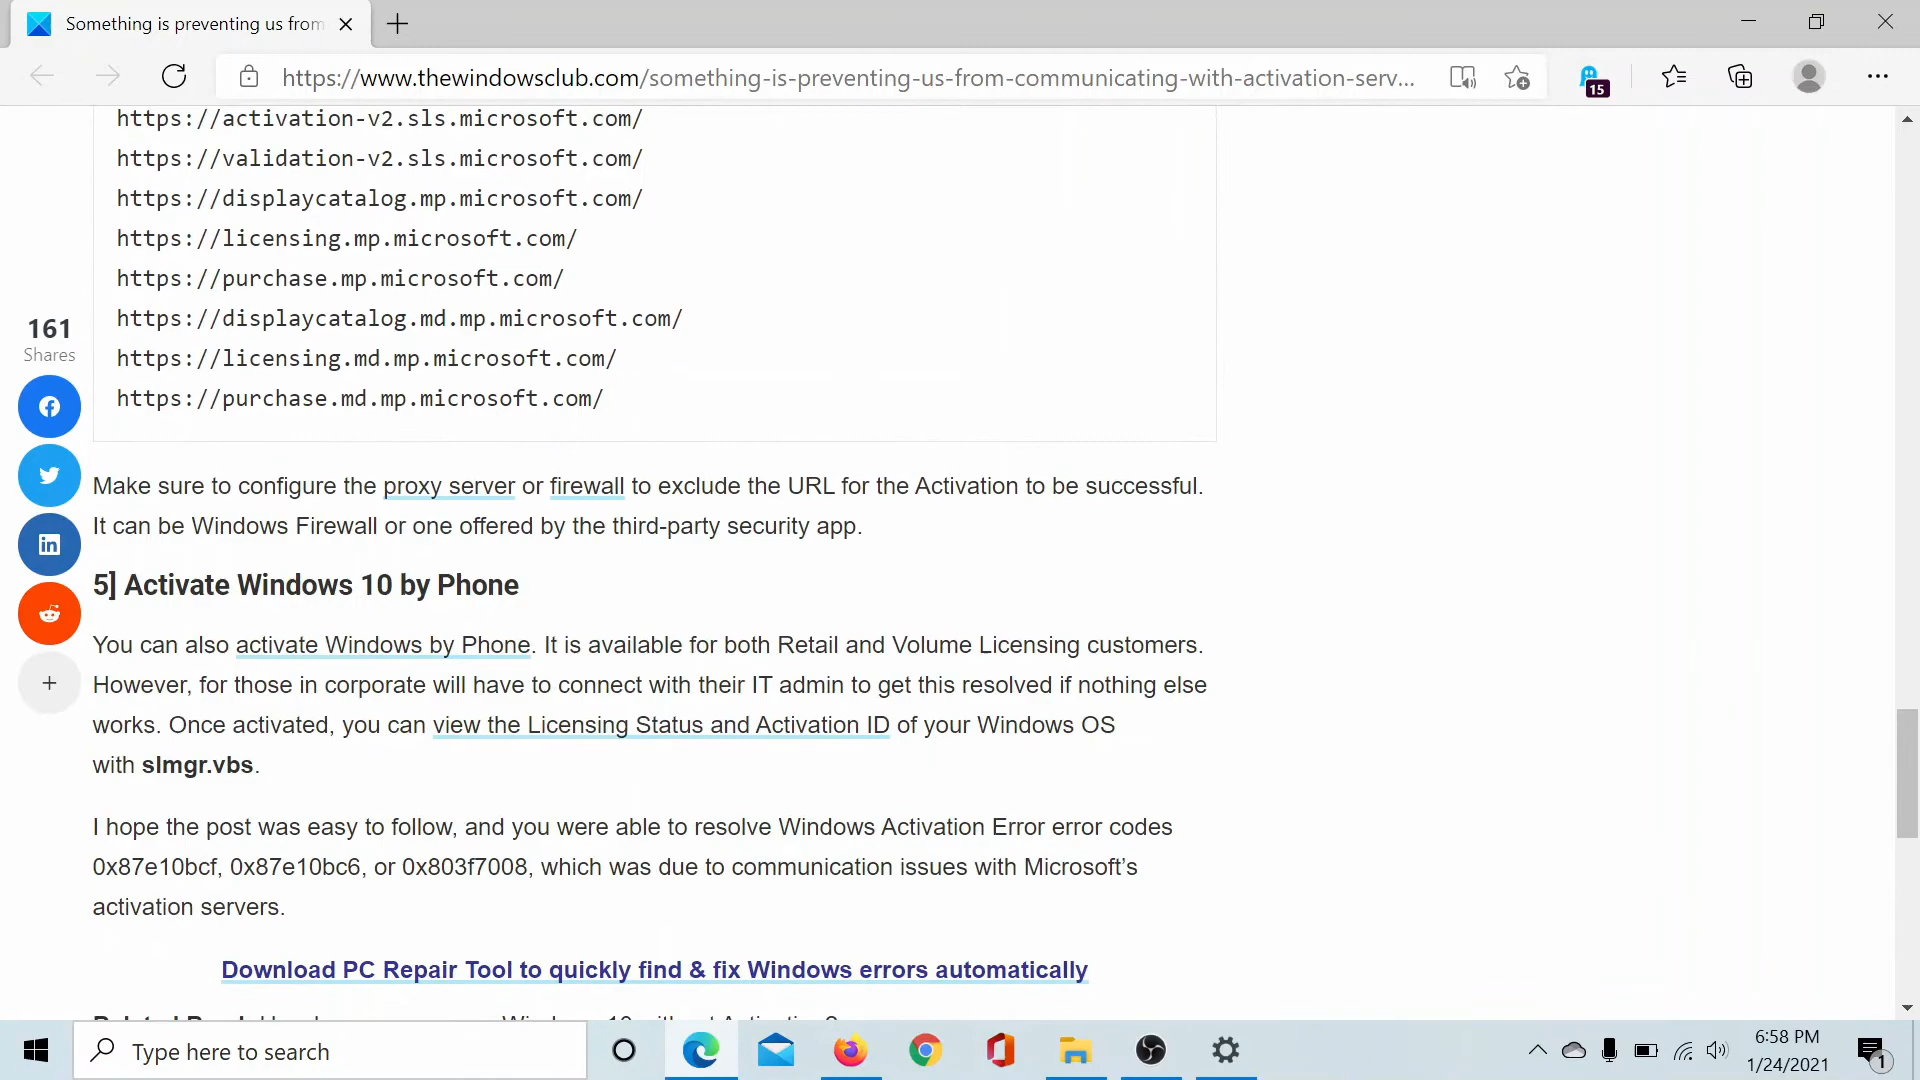 Something is preventing us from
https://www.thewindowsclub.com/something-is-preventing-us-from-communicating-with-activation-serv...
15
https://activation-v2.sls.microsoft.com/
https://validation-v2.sls.microsoft.com/
https://displaycatalog.mp.microsoft.com/
https://licensing.mp.microsoft.com/
https://purchase.mp.microsoft.com/
https://displaycatalog.md.mp.microsoft.com/
https://licensing.md.mp.microsoft.com/
https://purchase.md.mp.microsoft.com/
161
Shares
Make sure to configure the proxy server or firewall to exclude the URL for the Activation to be successful.
It can be Windows Firewall or one offered by the third-party security app.
5] Activate Windows 10 by Phone
You can also activate Windows by Phone. It is available for both Retail and Volume Licensing customers.
However, for those in corporate will have to connect with their IT admin to get this resolved if nothing else
works. Once activated, you can view the Licensing Status and Activation ID of your Windows OS
with slmgr.vbs.
I hope the post was easy to follow, and you were able to resolve Windows Activation Error error codes
0x87e10bcf, 0x87e10bc6, or 0x803f7008, which was due to communication issues with Microsoft’s
activation servers.
Download PC Repair Tool to quickly find & fix Windows errors automatically
Type here to search
6:58 PM
1/24/2021
1